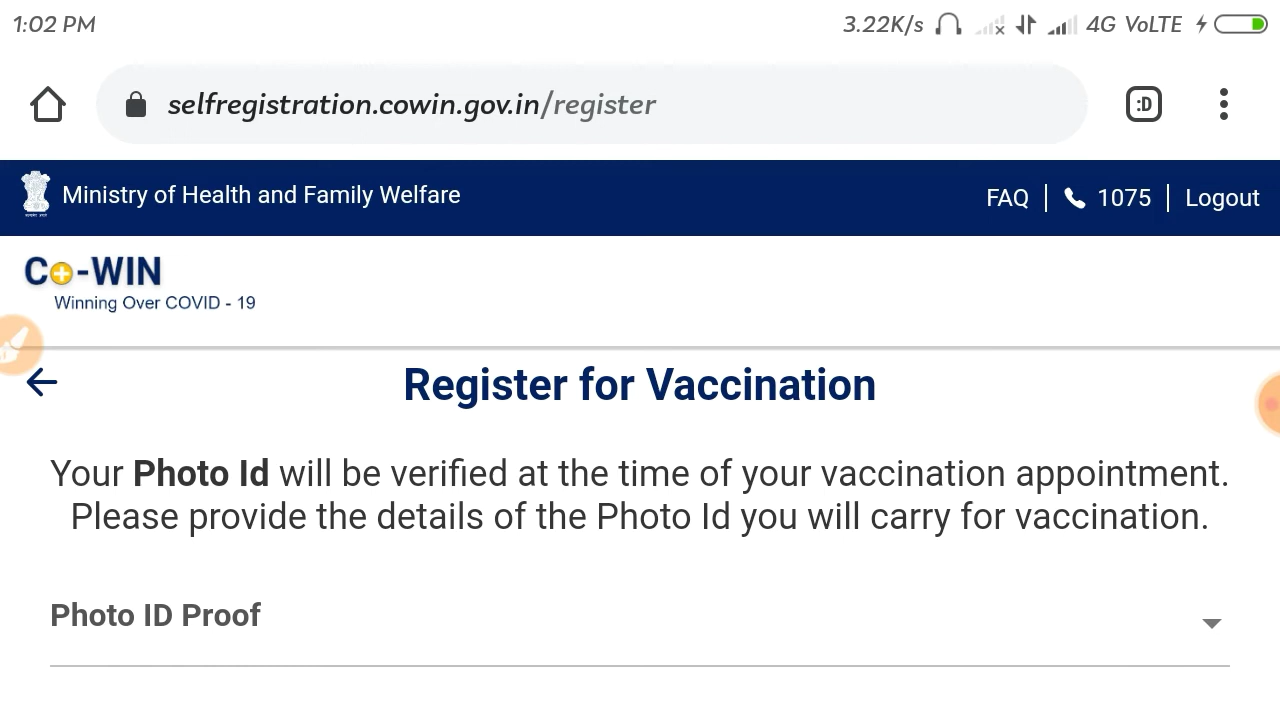 1:02 PM
3.22K/s 4G VoLTE
selfregistration.cowin.gov.in/register
:D
Ministry of Health and Family Welfare
FAQ | 1075 | Logout
Co-WIN
Winning Over COVID - 19
Register for Vaccination
Your Photo Id will be verified at the time of your vaccination appointment.
Please provide the details of the Photo Id you will carry for vaccination.
Photo ID Proof